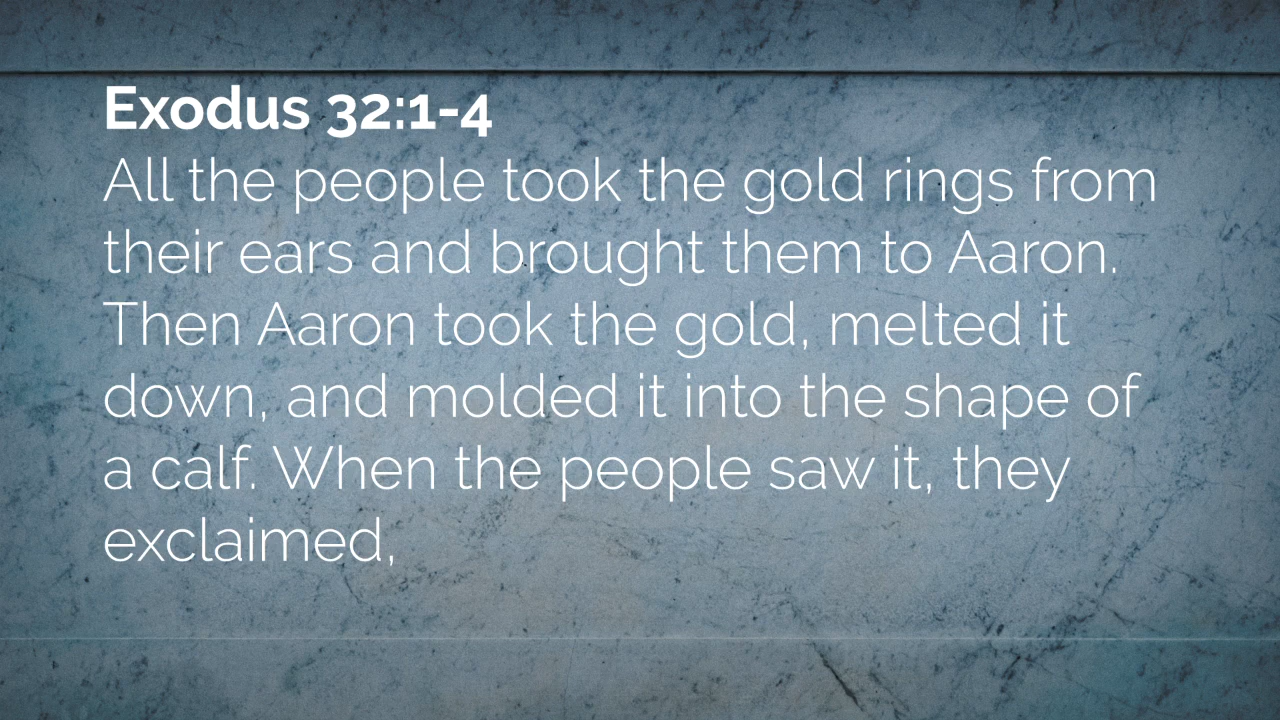 Exodus 32:1-4
All the people took the gold rings from
their ears and brought them to Aaron.
Then Aaron took the gold, melted it
down, and molded it into the shape of
a calf. When the people saw it, they
exclaimed,